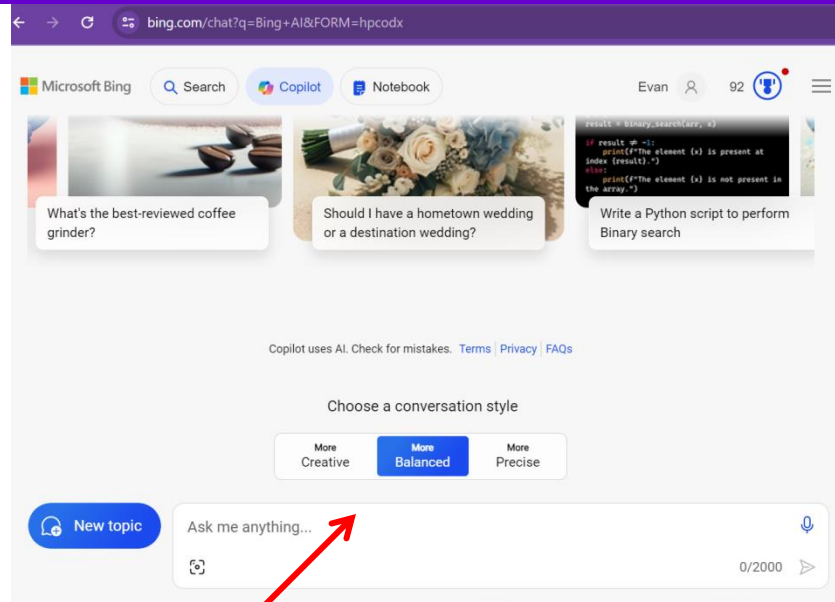 bing.com/chat?q=Bing+AI&FORM=hpcodx
Microsoft Bing Search Copilot Notebook Evan 92
result = binary_search(arr, x)
if result ≠ -1:
print(f"The element {x} is present at
index {result}.")
else:
print(f"The element {x} is not present in
the array.")
What's the best-reviewed coffee
grinder?
Should I have a hometown wedding
or a destination wedding?
Write a Python script to perform
Binary search
Copilot uses AI. Check for mistakes. Terms Privacy FAQs
Choose a conversation style
More
Creative
More
Balanced
More
Precise
New topic
Ask me anything...
0/2000